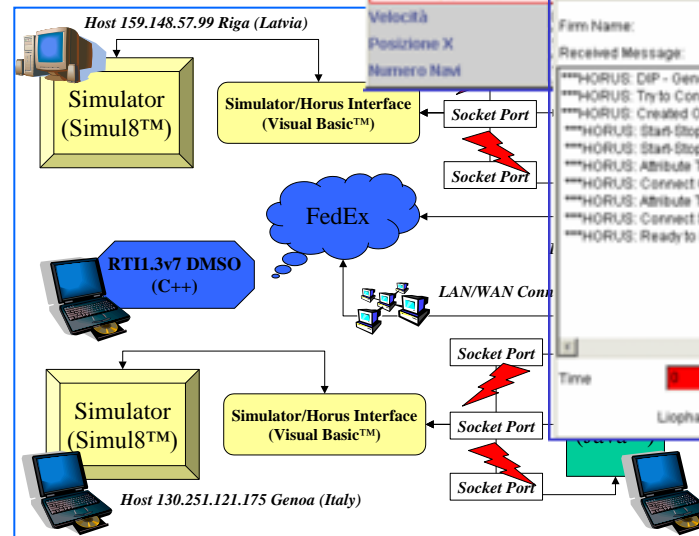 Host 159.148.57.99 Riga (Latvia)
Velocità
Posizione X
Numero Navi
Firm Name:
Received Message:
****HORUS: DIP - Gen
****HORUS: Try to Con
****HORUS: Created
****HORUS: Start-Stop
****HORUS: Start-Stop
****HORUS: Attribute T
****HORUS: Connect
****HORUS: Attribute T
****HORUS: Connect
****HORUS: Ready to
Time
0
Liopha
Simulator
(Simul8™)
Simulator/Horus Interface
(Visual Basic™)
Socket Port
Socket Port
FedEx
RTI1.3v7 DMSO
(C++)
LAN/WAN Conn
Socket Port
Simulator
(Simul8™)
Simulator/Horus Interface
(Visual Basic™)
Socket Port
Socket Port
Host 130.251.121.175 Genoa (Italy)